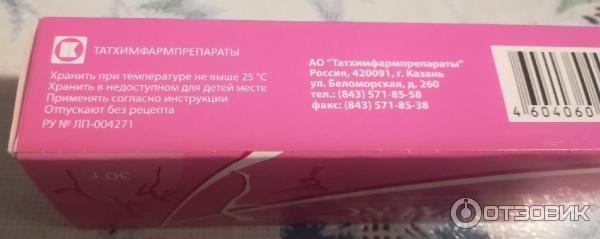 ТАТХИМФАРМПРЕПАРАТЫ
Хранить при температуре не выше 25 °С
Хранить в недоступном для детей месте
Применять согласно инструкции
Отпускают без рецепта
РУ № ЛП-004271
АО "Татхимфармпрепараты"
Россия, 420091, г. Казань
ул. Беломорская, д. 260
тел.: (843) 571-85-58
факс: (843) 571-85-38
4 604060
30 г
ОТЗОВИК